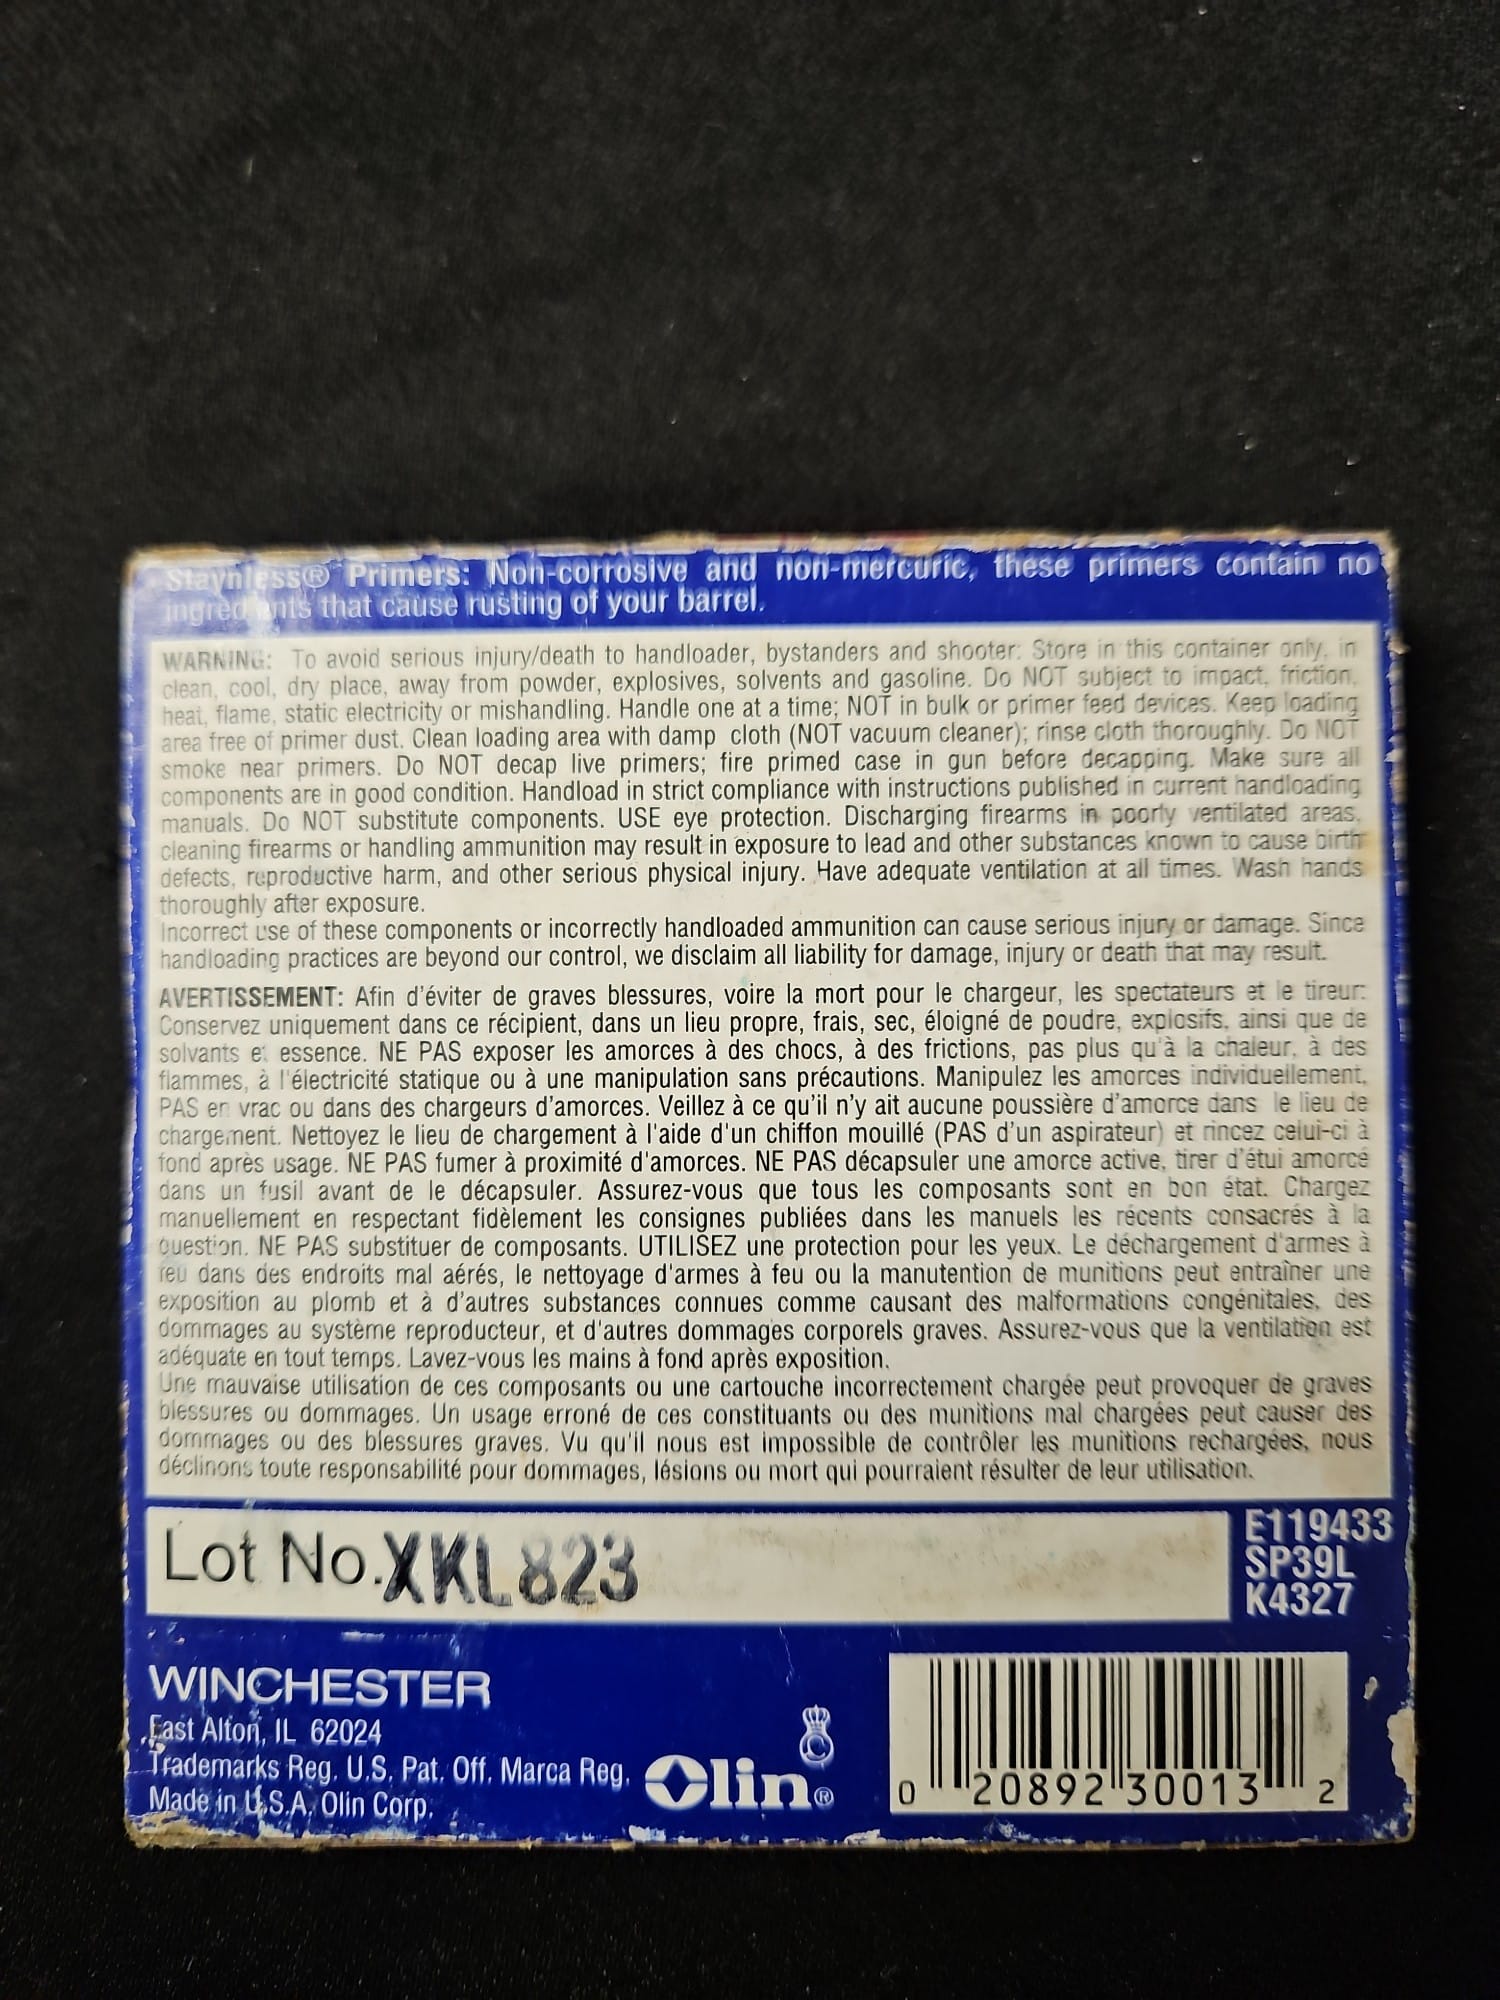 Staynless® Primers: Non-corrosive and non-mercuric, these primers contain no
ingredients that cause rusting of your barrel.
WARNING: To avoid serious injury/death to handloader, bystanders and shooter: Store in this container only, in
clean, cool, dry place, away from powder, explosives, solvents and gasoline. Do NOT subject to impact, friction,
heat, flame, static electricity or mishandling. Handle one at a time; NOT in bulk or primer feed devices. Keep loading
area free of primer dust. Clean loading area with damp cloth (NOT vacuum cleaner); rinse cloth thoroughly. Do NOT
smoke near primers. Do NOT decap live primers; fire primed case in gun before decapping. Make sure all
components are in good condition. Handload in strict compliance with instructions published in current handloading
manuals. Do NOT substitute components. USE eye protection. Discharging firearms in poorly ventilated areas,
cleaning firearms or handling ammunition may result in exposure to lead and other substances known to cause birth
defects, reproductive harm, and other serious physical injury. Have adequate ventilation at all times. Wash hands
thoroughly after exposure.
Incorrect use of these components or incorrectly handloaded ammunition can cause serious injury or damage. Since
handloading practices are beyond our control, we disclaim all liability for damage, injury or death that may result.
AVERTISSEMENT: Afin d'éviter de graves blessures, voire la mort pour le chargeur, les spectateurs et le tireur:
Conservez uniquement dans ce récipient, dans un lieu propre, frais, sec, éloigné de poudre, explosifs, ainsi que de
solvants et essence. NE PAS exposer les amorces à des chocs, à des frictions, pas plus qu'à la chaleur, à des
flammes, à l'électricité statique ou à une manipulation sans précautions. Manipulez les amorces individuellement,
PAS en vrac ou dans des chargeurs d'amorces. Veillez à ce qu'il n'y ait aucune poussière d'amorce dans le lieu de
chargement. Nettoyez le lieu de chargement à l'aide d'un chiffon mouillé (PAS d'un aspirateur) et rincez celui-ci à
fond après usage. NE PAS fumer à proximité d'amorces. NE PAS décapsuler une amorce active, tirer d'étui amorcé
dans un fusil avant de le décapsuler. Assurez-vous que tous les composants sont en bon état. Chargez
manuellement en respectant fidèlement les consignes publiées dans les manuels les récents consacrés à la
question. NE PAS substituer de composants. UTILISEZ une protection pour les yeux. Le déchargement d'armes à
feu dans des endroits mal aérés, le nettoyage d'armes à feu ou la manutention de munitions peut entraîner une
exposition au plomb et à d'autres substances connues comme causant des malformations congénitales, des
dommages au système reproducteur, et d'autres dommages corporels graves. Assurez-vous que la ventilation est
adéquate en tout temps. Lavez-vous les mains à fond après exposition.
Une mauvaise utilisation de ces composants ou une cartouche incorrectement chargée peut provoquer de graves
blessures ou dommages. Un usage erroné de ces constituants ou des munitions mal chargées peut causer des
dommages ou des blessures graves. Vu qu'il nous est impossible de contrôler les munitions rechargées, nous
déclinons toute responsabilité pour dommages, lésions ou mort qui pourraient résulter de leur utilisation.
Lot No. XKL823
E119433
SP39L
K4327
WINCHESTER
East Alton, IL 62024
Trademarks Reg. U.S. Pat. Off. Marca Reg.
Made in U.S.A. Olin Corp.
Olin®
0 20892 30013 2